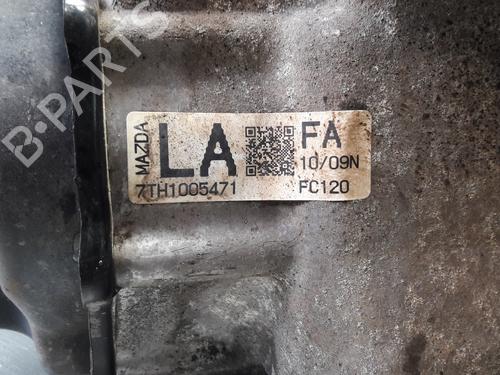 B-PARTS
MAZDA
LA
FA
10/09N
7TH1005471
FC120